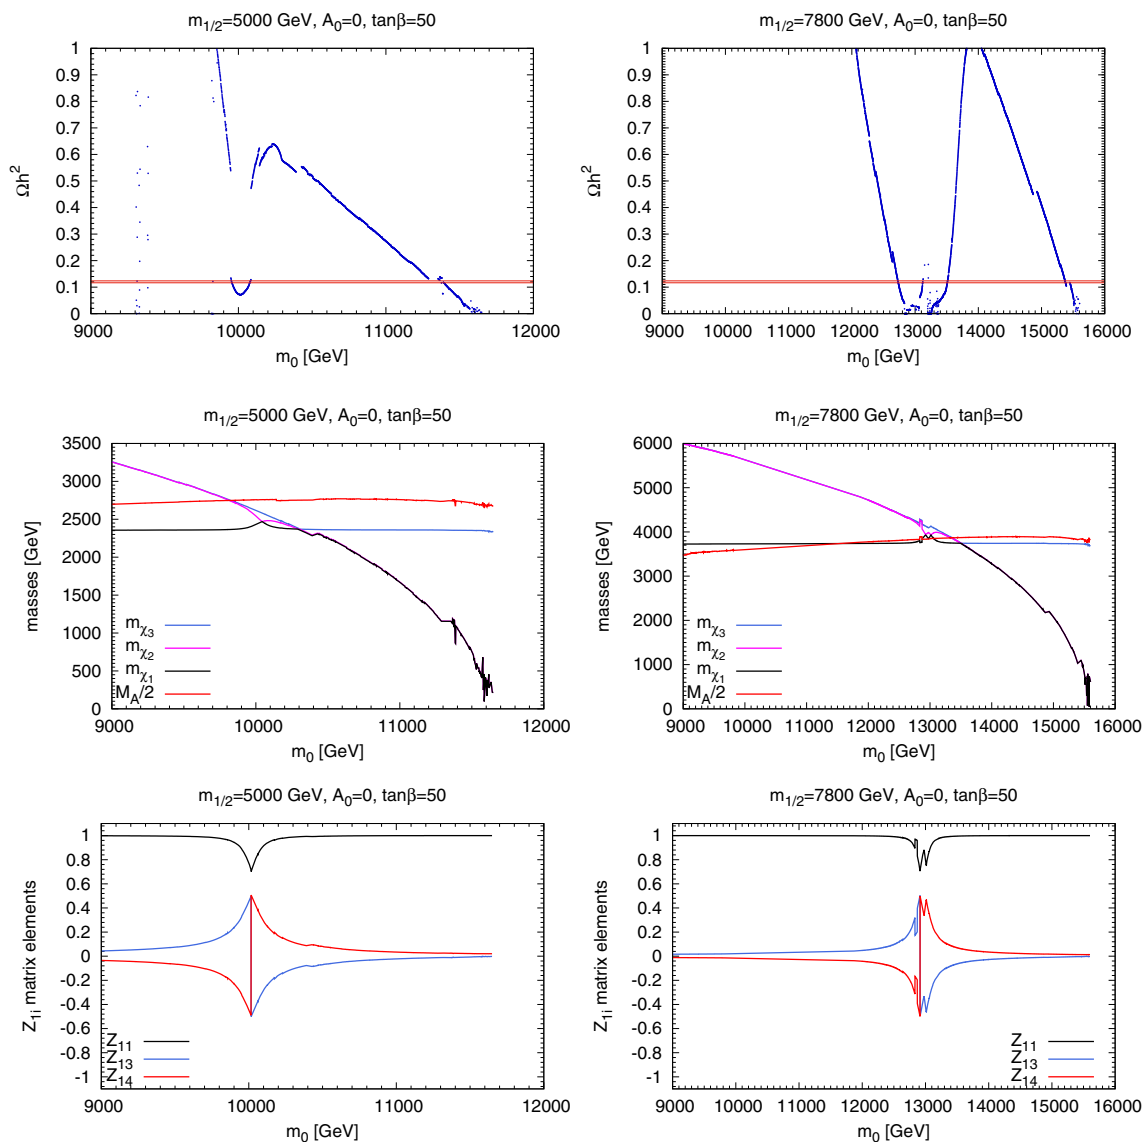 m1/2=5000 GeV, A0=0, tanβ=50
Ωh2
1
0.9
0.8
0.7
0.6
0.5
0.4
0.3
0.2
0.1
0
9000 10000 11000 12000
m0 [GeV]
m1/2=7800 GeV, A0=0, tanβ=50
Ωh2
1
0.9
0.8
0.7
0.6
0.5
0.4
0.3
0.2
0.1
0
9000 10000 11000 12000 13000 14000 15000 16000
m0 [GeV]
m1/2=5000 GeV, A0=0, tanβ=50
masses [GeV]
3500
3000
2500
2000
1500
1000
500
0
mχ3
mχ2
mχ1
MA/2
9000 10000 11000 12000
m0 [GeV]
m1/2=7800 GeV, A0=0, tanβ=50
masses [GeV]
6000
5000
4000
3000
2000
1000
0
mχ3
mχ2
mχ1
MA/2
9000 10000 11000 12000 13000 14000 15000 16000
m0 [GeV]
m1/2=5000 GeV, A0=0, tanβ=50
Z1i matrix elements
1
0.8
0.6
0.4
0.2
0
-0.2
-0.4
-0.6
-0.8
-1
Z11
Z13
Z14
9000 10000 11000 12000
m0 [GeV]
m1/2=7800 GeV, A0=0, tanβ=50
Z1i matrix elements
1
0.8
0.6
0.4
0.2
0
-0.2
-0.4
-0.6
-0.8
-1
Z11
Z13
Z14
9000 10000 11000 12000 13000 14000 15000 16000
m0 [GeV]